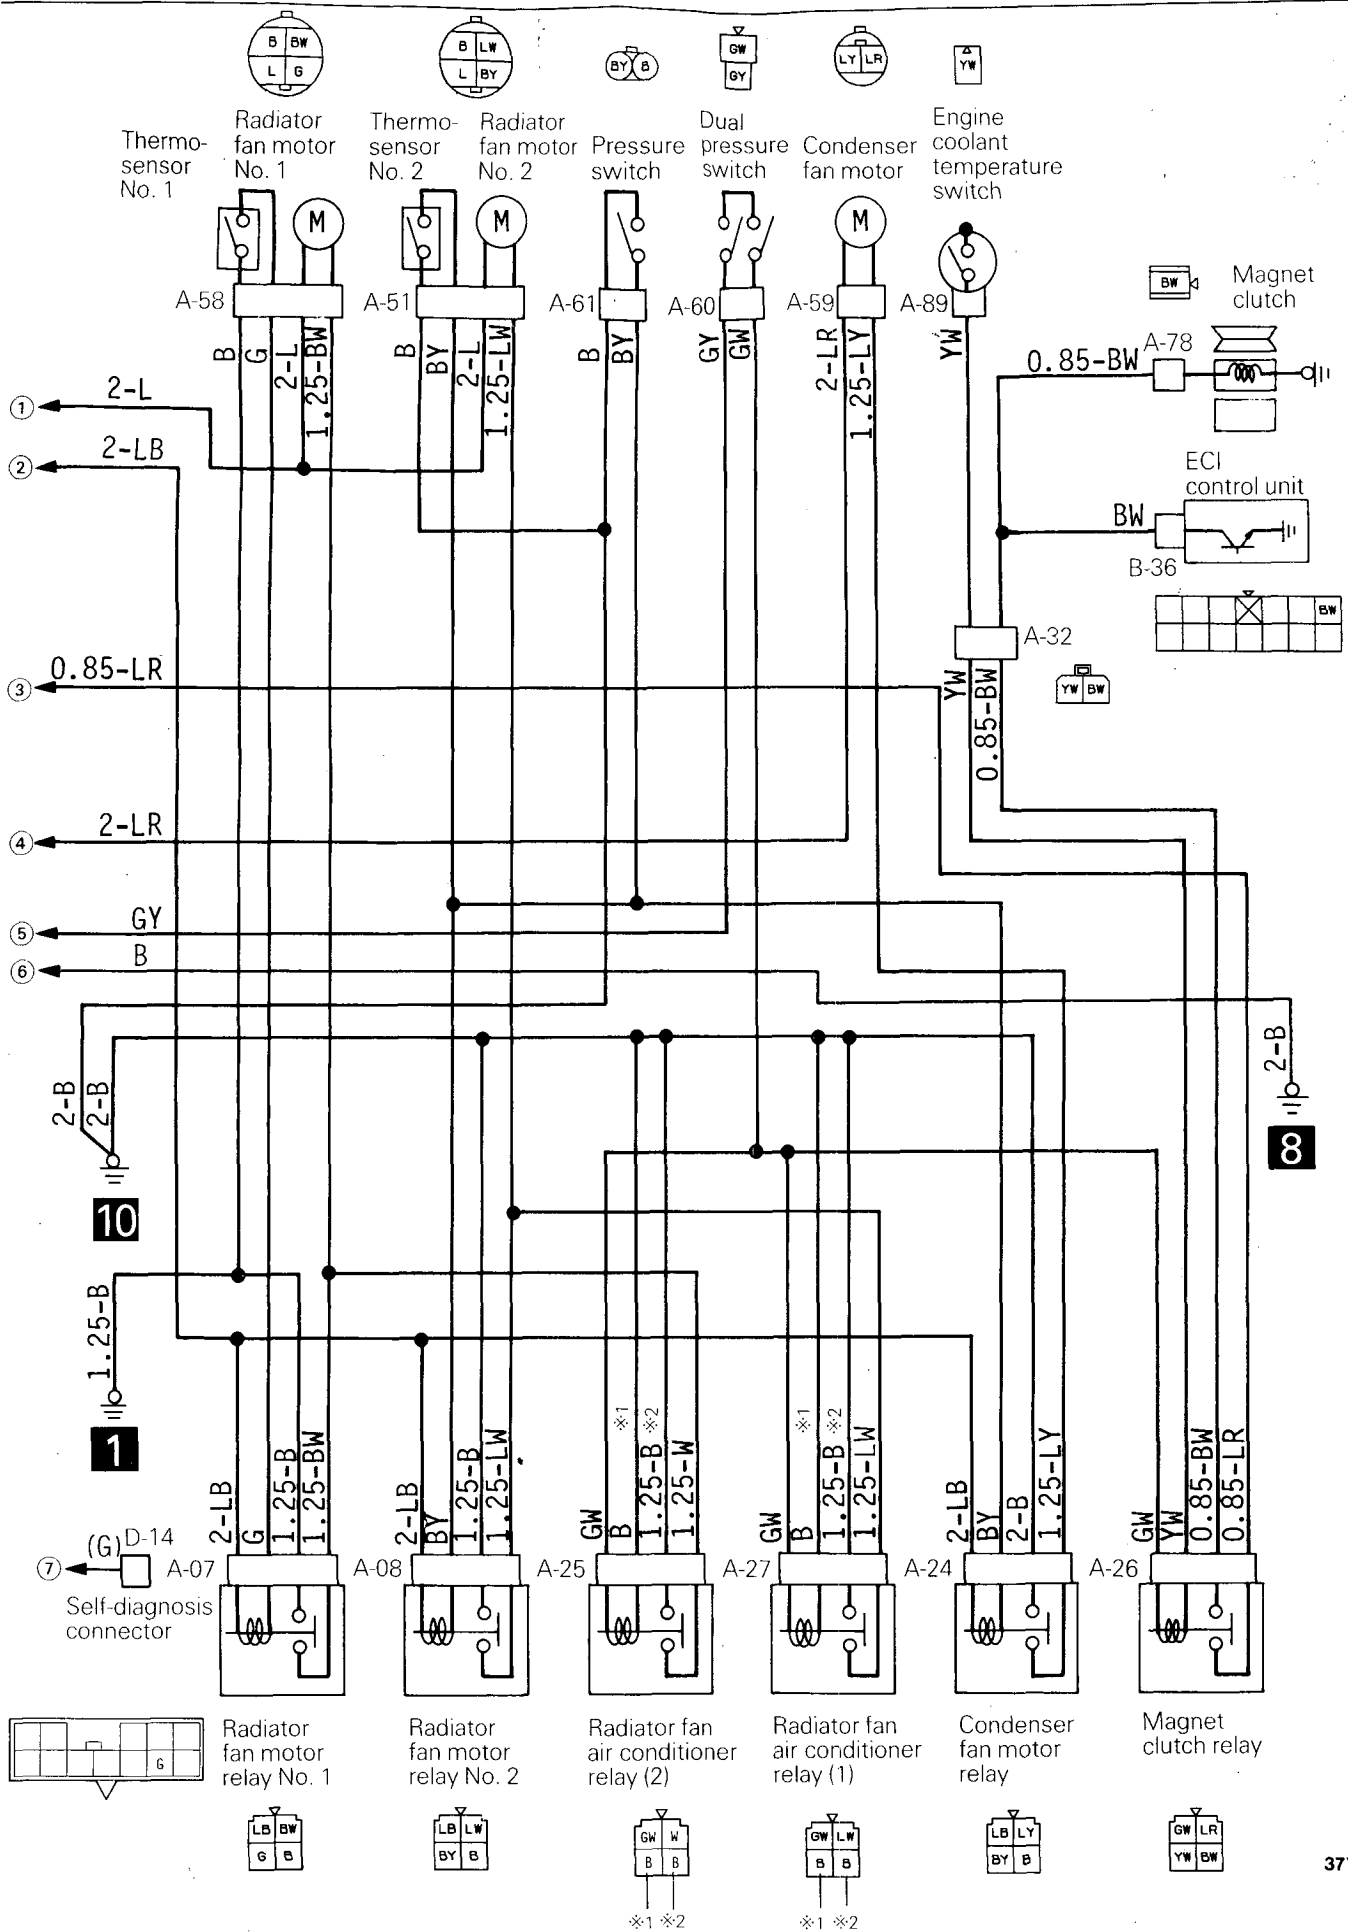 B BW
L G
B LW
L BY
BY B
GW
GY
LY LR
YW
Thermo-
sensor
No. 1
Radiator
fan motor
No. 1
Thermo-
sensor
No. 2
Radiator
fan motor
No. 2
Pressure
switch
Dual
pressure
switch
Condenser
fan motor
Engine
coolant
temperature
switch
M
M
M
BW
Magnet
clutch
A-58
A-51
A-61
A-60
A-59
A-89
A-78
B
G
2-L
1.25-BW
B
BY
2-L
1.25-LW
B
BY
GY
GW
2-LR
1.25-LY
YW
0.85-BW
1
2-L
2
2-LB
ECI
control unit
BW
B-36
BW
A-32
YW BW
3
0.85-LR
YW
0.85-BW
4
2-LR
5
GY
6
B
2-B
2-B
10
2-B
8
1.25-B
1
※1
※2
※1
※2
2-LB
G
1.25-B
1.25-BW
2-LB
BY
1.25-B
1.25-LW
GW
B
1.25-B
1.25-W
GW
B
1.25-B
1.25-LW
2-LB
BY
2-B
1.25-LY
GW
YW
0.85-BW
0.85-LR
7
(G)
D-14
A-07
A-08
A-25
A-27
A-24
A-26
Self-diagnosis
connector
G
Radiator
fan motor
relay No. 1
Radiator
fan motor
relay No. 2
Radiator fan
air conditioner
relay (2)
Radiator fan
air conditioner
relay (1)
Condenser
fan motor
relay
Magnet
clutch relay
LB BW
G B
LB LW
BY B
GW W
B B
※1 ※2
GW LW
B B
※1 ※2
LB LY
BY B
GW LR
YW BW